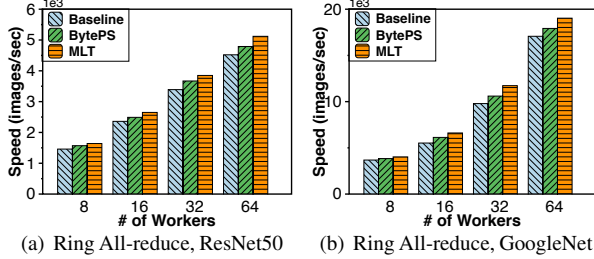 1e3
6
5
4
3
2
1
0
Speed (images/sec)
Baseline
BytePS
MLT
8 16 32 64
# of Workers
(a) Ring All-reduce, ResNet50
1e3
20
10
0
Speed (images/sec)
Baseline
BytePS
MLT
8 16 32 64
# of Workers
(b) Ring All-reduce, GoogleNet